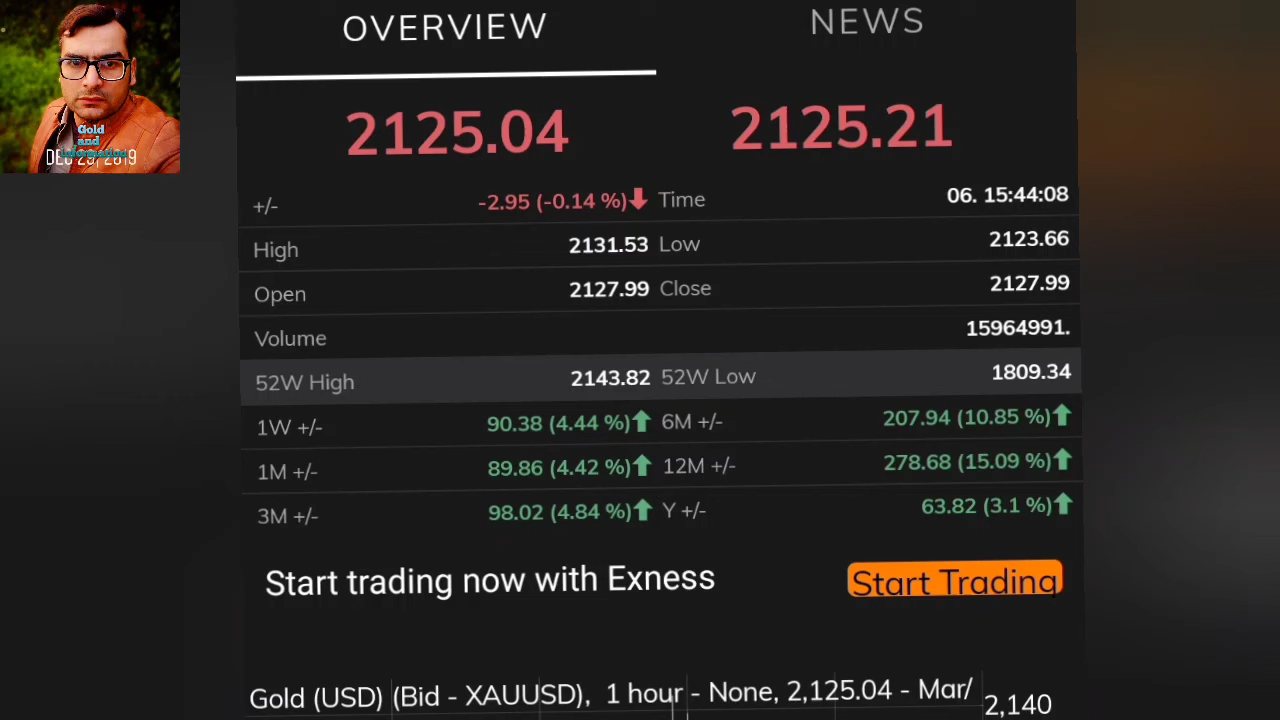 OVERVIEW NEWS
2125.04 2125.21
+/- -2.95 (-0.14 %) Time 06. 15:44:08
High 2131.53 Low 2123.66
Open 2127.99 Close 2127.99
Volume 15964991.
52W High 2143.82 52W Low 1809.34
1W +/- 90.38 (4.44 %) 6M +/- 207.94 (10.85 %)
1M +/- 89.86 (4.42 %) 12M +/- 278.68 (15.09 %)
3M +/- 98.02 (4.84 %) Y +/- 63.82 (3.1 %)
Start trading now with Exness Start Trading
Gold (USD) (Bid - XAUUSD), 1 hour - None, 2,125.04 - Mar/
2,140
Gold
and
information